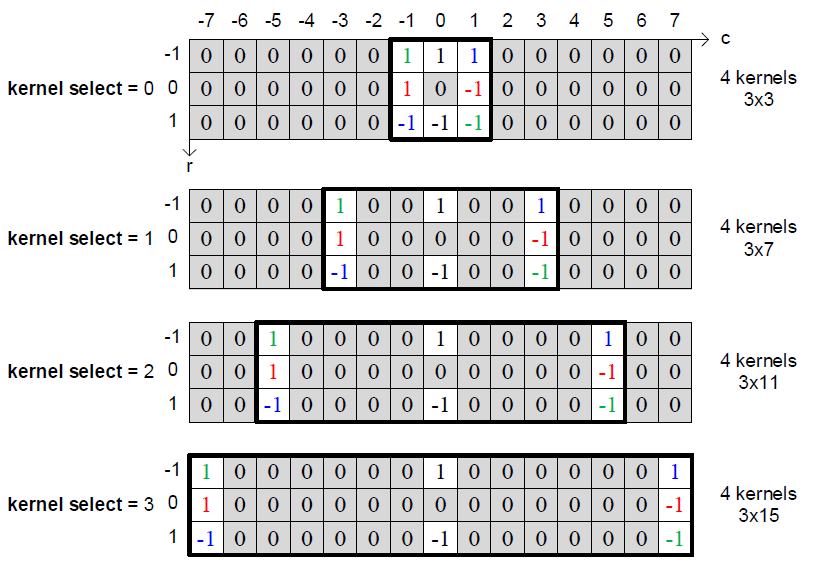 -7 -6 -5 -4 -3 -2 -1 0 1 2 3 4 5 6 7
c
-1 0 0 0 0 0 0 1 1 1 0 0 0 0 0 0
kernel select = 0 0 0 0 0 0 0 0 1 0 -1 0 0 0 0 0 0
1 0 0 0 0 0 0 -1 -1 -1 0 0 0 0 0 0
4 kernels
3x3
r
-1 0 0 0 0 1 0 0 1 0 0 1 0 0 0 0
kernel select = 1 0 0 0 0 0 1 0 0 0 0 0 -1 0 0 0 0
1 0 0 0 0 -1 0 0 -1 0 0 -1 0 0 0 0
4 kernels
3x7
-1 0 0 1 0 0 0 0 1 0 0 0 0 1 0 0
kernel select = 2 0 0 0 1 0 0 0 0 0 0 0 0 0 -1 0 0
1 0 0 -1 0 0 0 0 -1 0 0 0 0 -1 0 0
4 kernels
3x11
-1 1 0 0 0 0 0 0 1 0 0 0 0 0 0 1
kernel select = 3 0 1 0 0 0 0 0 0 0 0 0 0 0 0 0 -1
1 -1 0 0 0 0 0 0 -1 0 0 0 0 0 0 -1
4 kernels
3x15